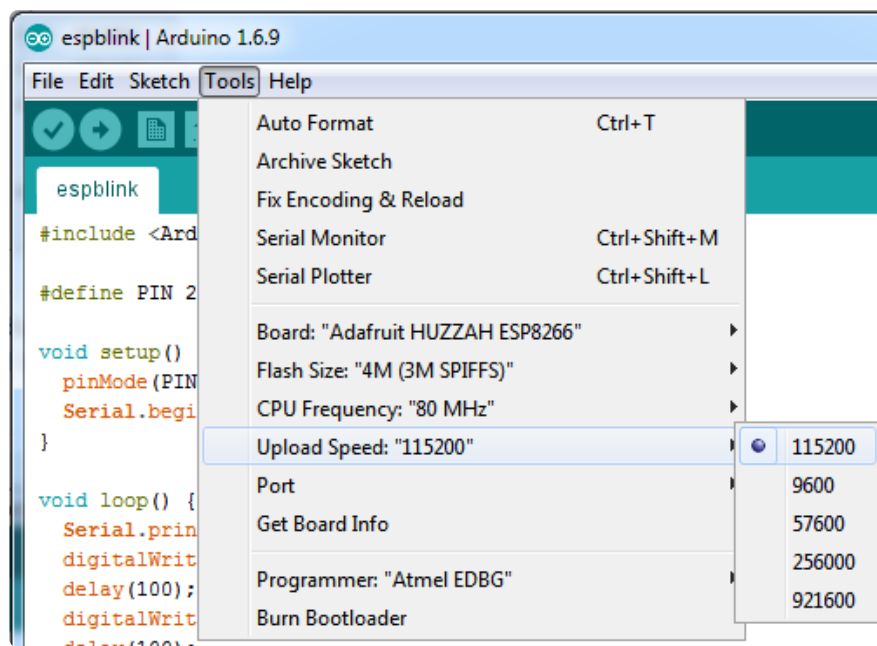 espblink | Arduino 1.6.9
File Edit Sketch Tools Help
Auto Format Ctrl+T
Archive Sketch
Fix Encoding & Reload
Serial Monitor Ctrl+Shift+M
Serial Plotter Ctrl+Shift+L
Board: "Adafruit HUZZAH ESP8266"
Flash Size: "4M (3M SPIFFS)"
CPU Frequency: "80 MHz"
Upload Speed: "115200"
Port
Get Board Info
Programmer: "Atmel EDBG"
Burn Bootloader
115200
9600
57600
256000
921600
espblink
#include <Ard
#define PIN 2
void setup()
pinMode(PIN
Serial.begi
}
void loop() {
Serial.prin
digitalWrit
delay(100);
digitalWrit
delay(100);